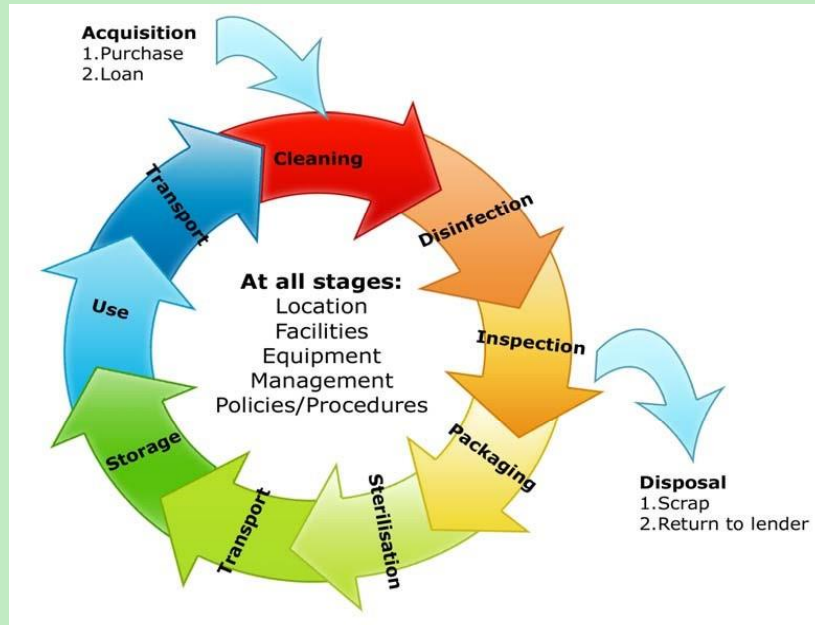 Acquisition
1.Purchase
2.Loan
Cleaning
Disinfection
Inspection
Packaging
Sterilisation
Transport
Storage
Use
Transport
At all stages:
Location
Facilities
Equipment
Management
Policies/Procedures
Disposal
1.Scrap
2.Return to lender